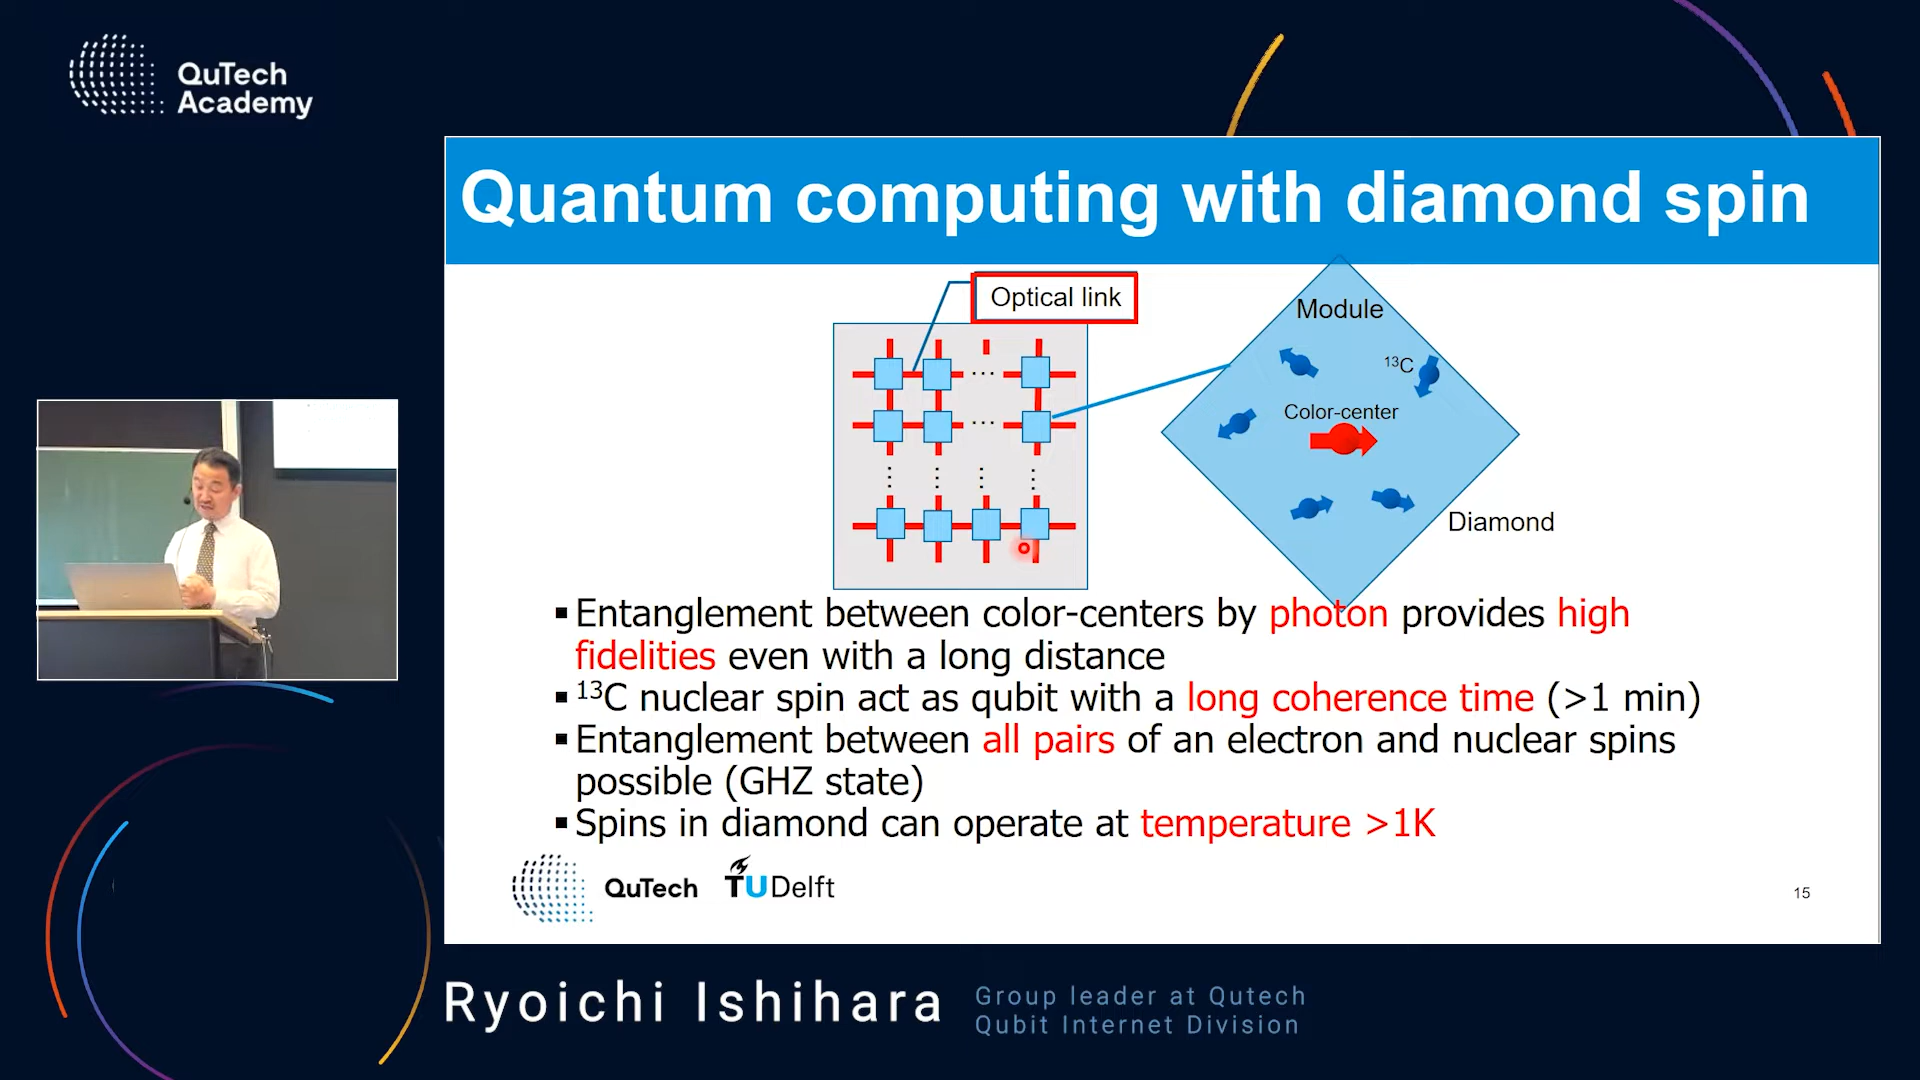 QuTech
Academy
Quantum computing with diamond spin
Optical link
Module
¹³C
Color-center
Diamond
▪Entanglement between color-centers by photon provides high
fidelities even with a long distance
▪¹³C nuclear spin act as qubit with a long coherence time (>1 min)
▪Entanglement between all pairs of an electron and nuclear spins
possible (GHZ state)
▪Spins in diamond can operate at temperature >1K
QuTech
TUDelft
15
Ryoichi Ishihara
Group leader at Qutech
Qubit Internet Division